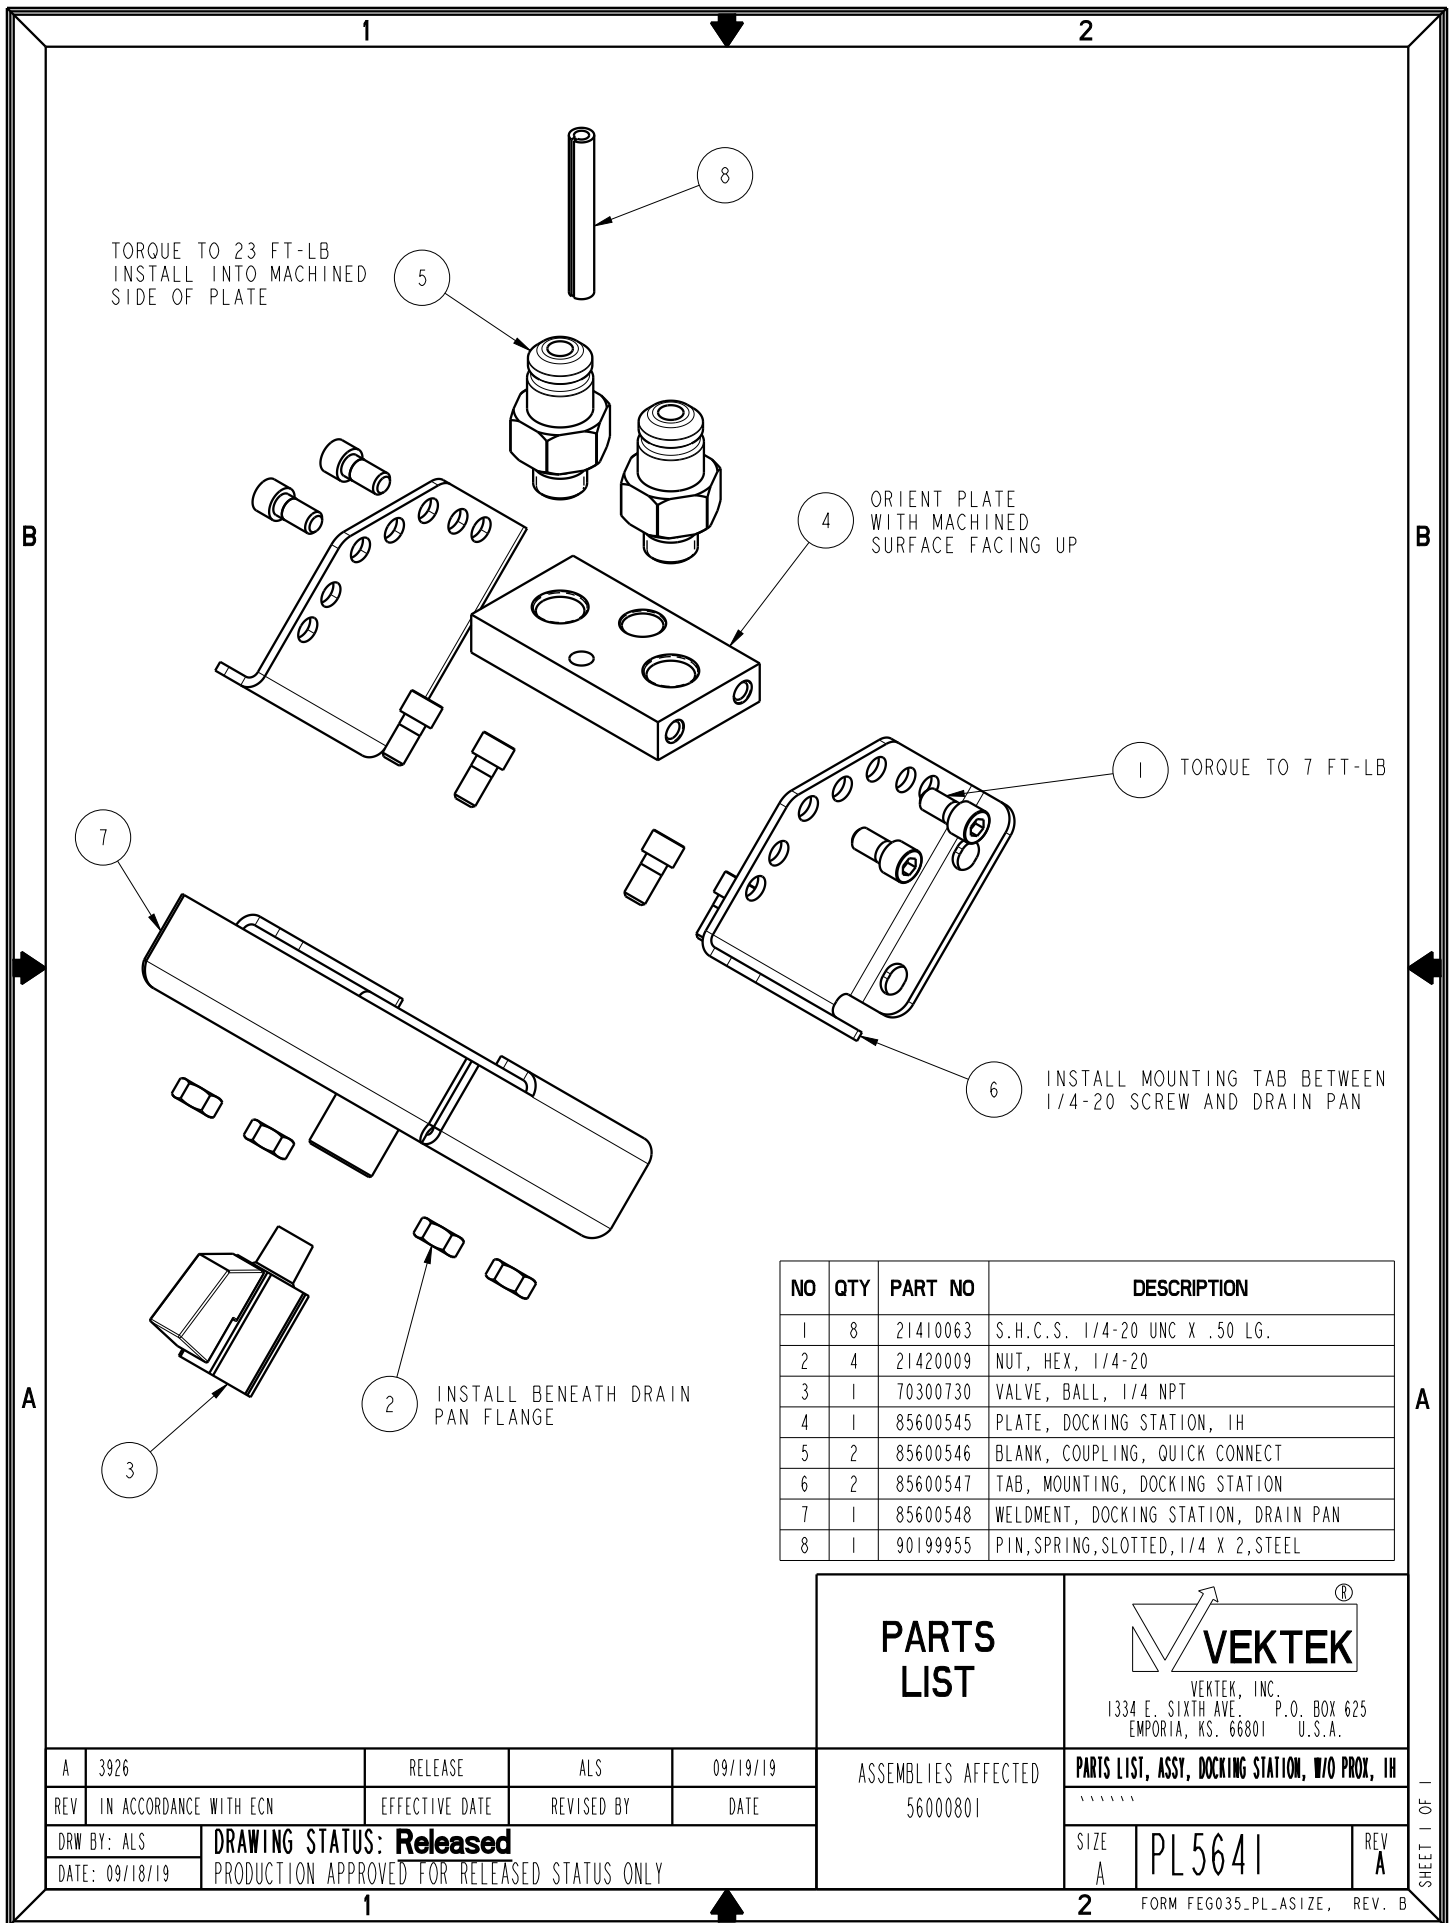 1
2
8
TORQUE TO 23 FT-LB
INSTALL INTO MACHINED
SIDE OF PLATE
5
4
ORIENT PLATE
WITH MACHINED
SURFACE FACING UP
B
B
1
TORQUE TO 7 FT-LB
7
6
INSTALL MOUNTING TAB BETWEEN
1/4-20 SCREW AND DRAIN PAN
2
INSTALL BENEATH DRAIN
PAN FLANGE
3
A
A
NO QTY PART NO DESCRIPTION
1 8 21410063 S.H.C.S. 1/4-20 UNC X .50 LG.
2 4 21420009 NUT, HEX, 1/4-20
3 1 70300730 VALVE, BALL, 1/4 NPT
4 1 85600545 PLATE, DOCKING STATION, 1H
5 2 85600546 BLANK, COUPLING, QUICK CONNECT
6 2 85600547 TAB, MOUNTING, DOCKING STATION
7 1 85600548 WELDMENT, DOCKING STATION, DRAIN PAN
8 1 90199955 PIN,SPRING,SLOTTED,1/4 X 2,STEEL
PARTS
LIST
®
VEKTEK
VEKTEK, INC.
1334 E. SIXTH AVE. P.O. BOX 625
EMPORIA, KS. 66801 U.S.A.
A 3926 RELEASE ALS 09/19/19
REV IN ACCORDANCE WITH ECN EFFECTIVE DATE REVISED BY DATE
DRW BY: ALS
DATE: 09/18/19
DRAWING STATUS: Released
PRODUCTION APPROVED FOR RELEASED STATUS ONLY
ASSEMBLIES AFFECTED
56000801
PARTS LIST, ASSY, DOCKING STATION, W/O PROX, 1H
' ' ' ' ' '
SIZE
A
PL5641
REV
A
SHEET 1 OF 1
1
2
FORM FEG035_PL_ASIZE, REV. B